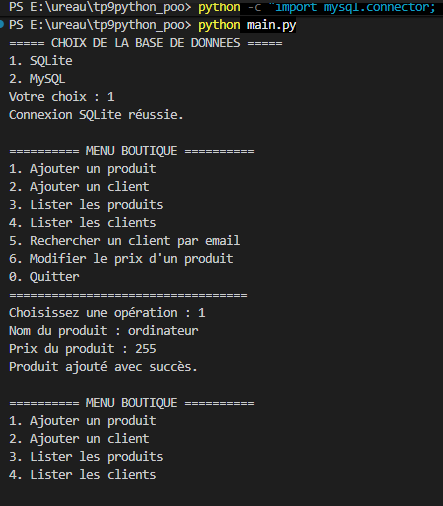 PS E:\ureau\tp9python_poo> python -c "import mysql.connector;
PS E:\ureau\tp9python_poo> python main.py
===== CHOIX DE LA BASE DE DONNEES =====
1. SQLite
2. MySQL
Votre choix : 1
Connexion SQLite réussie.
========== MENU BOUTIQUE ==========
1. Ajouter un produit
2. Ajouter un client
3. Lister les produits
4. Lister les clients
5. Rechercher un client par email
6. Modifier le prix d'un produit
0. Quitter
==================================
Choisissez une opération : 1
Nom du produit : ordinateur
Prix du produit : 255
Produit ajouté avec succès.
========== MENU BOUTIQUE ==========
1. Ajouter un produit
2. Ajouter un client
3. Lister les produits
4. Lister les clients